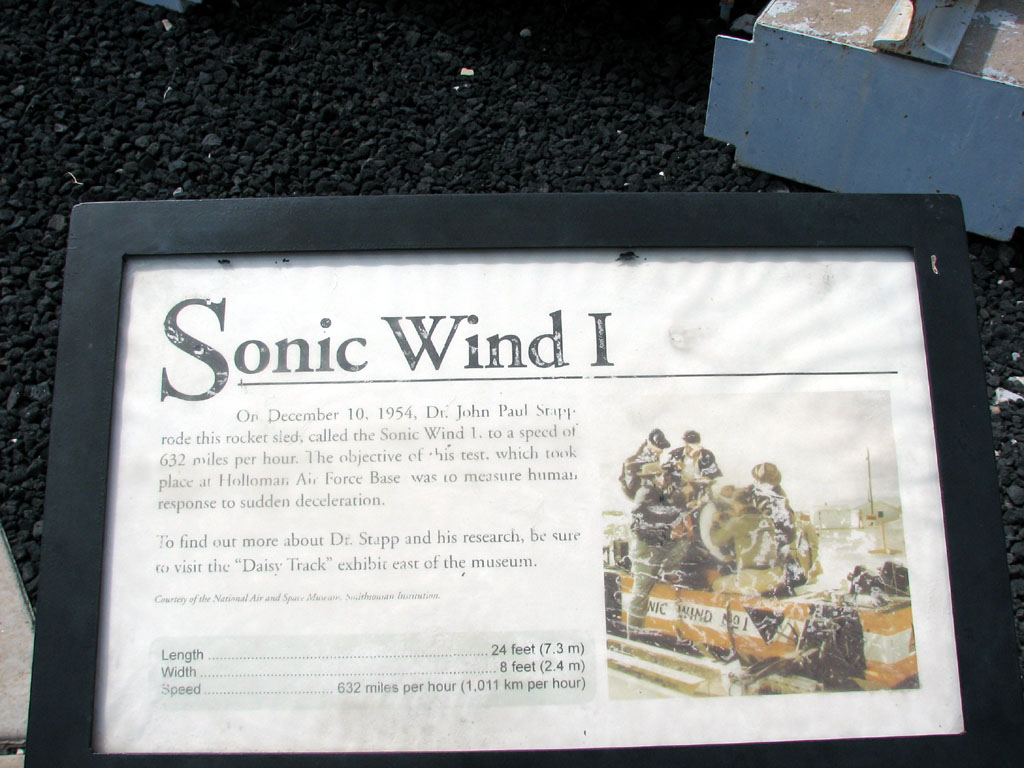 Sonic Wind I
On December 10, 1954, Dr. John Paul Stapp
rode this rocket sled, called the Sonic Wind 1, to a speed of
632 miles per hour. The objective of this test, which took
place at Holloman Air Force Base was to measure human
response to sudden deceleration.
To find out more about Dr. Stapp and his research, be sure
to visit the "Daisy Track" exhibit east of the museum.
Courtesy of the National Air and Space Museum, Smithsonian Institution.
NIC WIND No 1
Length ........ 24 feet (7.3 m)
Width ........ 8 feet (2.4 m)
Speed ........ 632 miles per hour (1,011 km per hour)